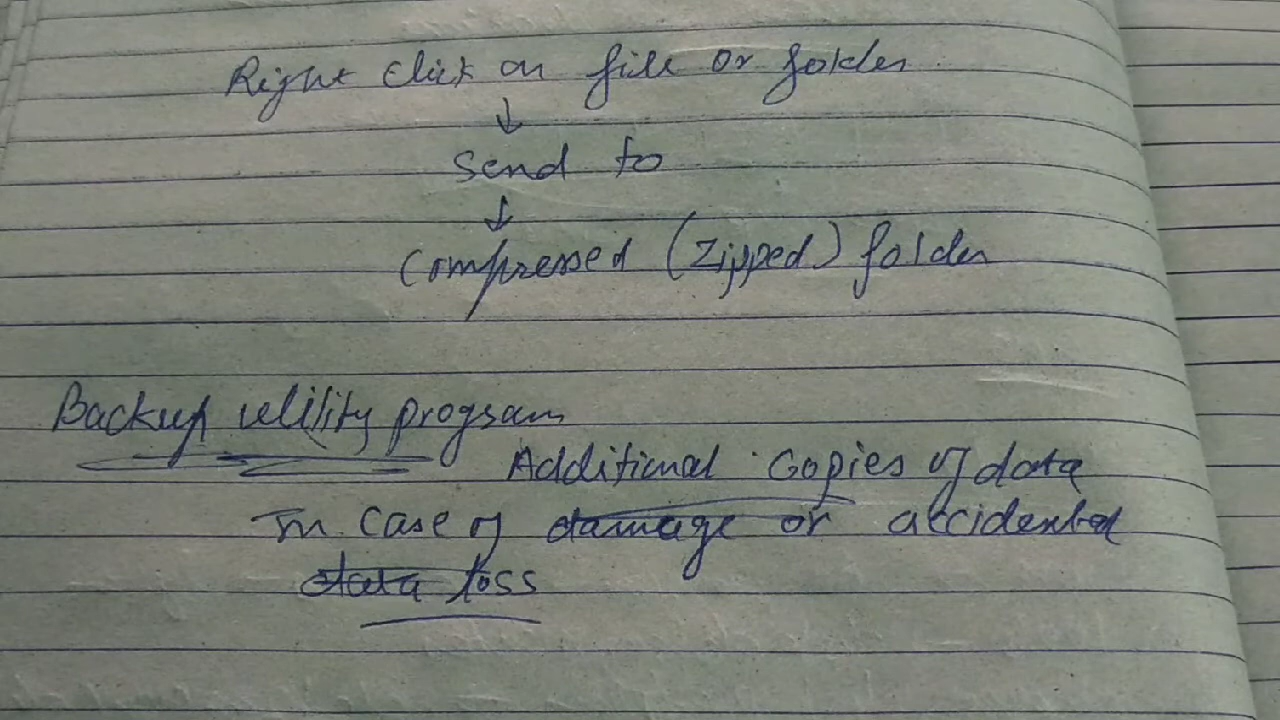 Right Click on file or folder.
↓
Send to
↓
Compressed (Zipped) folder
Backup utility program
Additional Copies of data
In Case of damage or accidental
data loss